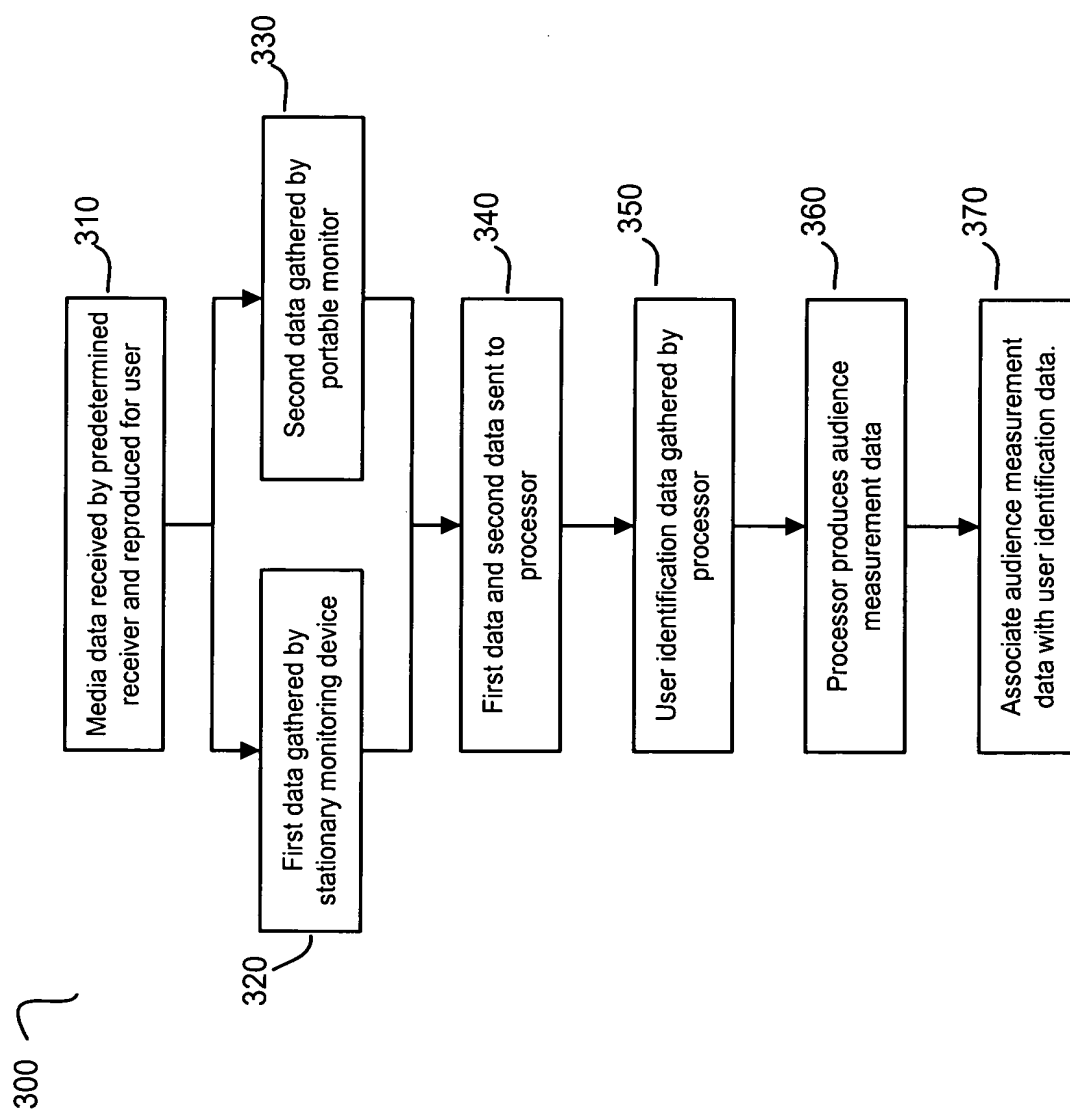 300
310
Media data received by predetermined
receiver and reproduced for user
320
First data gathered by
stationary monitoring device
330
Second data gathered by
portable monitor
340
First data and second data sent to
processor
350
User identification data gathered by
processor
360
Processor produces audience
measurement data
370
Associate audience measurement
data with user identification data.